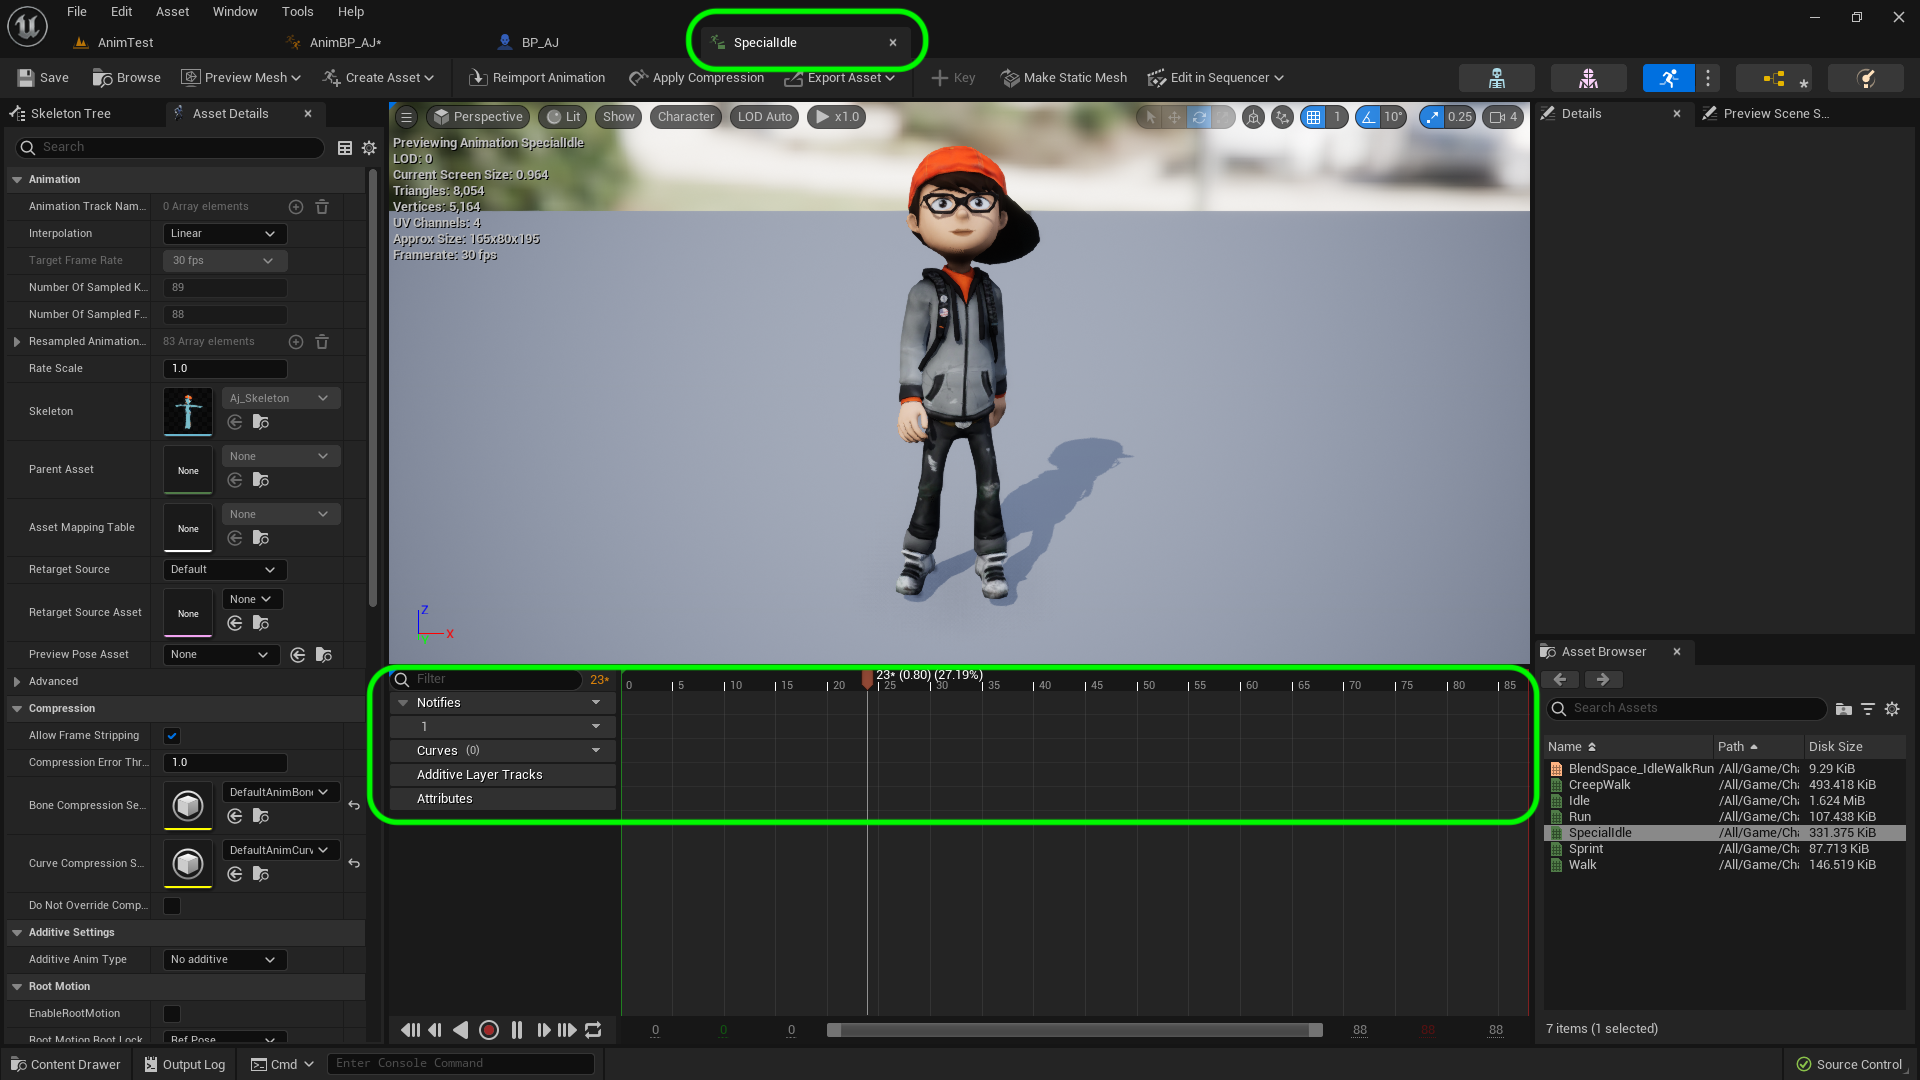 File Edit Asset Window Tools Help
AnimTest AnimBP_AJ* BP_AJ SpecialIdle
Save Browse Preview Mesh Create Asset Reimport Animation Apply Compression Export Asset Key Make Static Mesh Edit in Sequencer
Skeleton Tree Asset Details
Search
Animation
Animation Track Nam... 0 Array elements
Interpolation Linear
Target Frame Rate 30 fps
Number Of Sampled K... 89
Number Of Sampled F... 88
Resampled Animation... 83 Array elements
Rate Scale 1.0
Skeleton Aj_Skeleton
Parent Asset None None
Asset Mapping Table None None
Retarget Source Default
Retarget Source Asset None None
Preview Pose Asset None
Advanced
Compression
Allow Frame Stripping
Compression Error Thr... 1.0
Bone Compression Se... DefaultAnimBone
Curve Compression S... DefaultAnimCurv
Do Not Override Comp...
Additive Settings
Additive Anim Type No additive
Root Motion
EnableRootMotion
Root Motion Root Lock Ref Pose
Perspective Lit Show Character LOD Auto x1.0 1 10° 0.25 4
Previewing Animation SpecialIdle
LOD: 0
Current Screen Size: 0.964
Triangles: 8,054
Vertices: 5,164
UV Channels: 4
Approx Size: 165x80x195
Framerate: 30 fps
Z
X
Y
Filter 23*
23* (0.80) (27.19%)
0 5 10 15 20 25 30 35 40 45 50 55 60 65 70 75 80 85
Notifies
1
Curves (0)
Additive Layer Tracks
Attributes
0 0 0 88 88 88
Details Preview Scene S...
Asset Browser
Search Assets
Name Path Disk Size
BlendSpace_IdleWalkRun /All/Game/Cha 9.29 KiB
CreepWalk /All/Game/Cha 493.418 KiB
Idle /All/Game/Cha 1.624 MiB
Run /All/Game/Cha 107.438 KiB
SpecialIdle /All/Game/Cha 331.375 KiB
Sprint /All/Game/Cha 87.713 KiB
Walk /All/Game/Cha 146.519 KiB
7 items (1 selected)
Content Drawer Output Log Cmd Enter Console Command Source Control